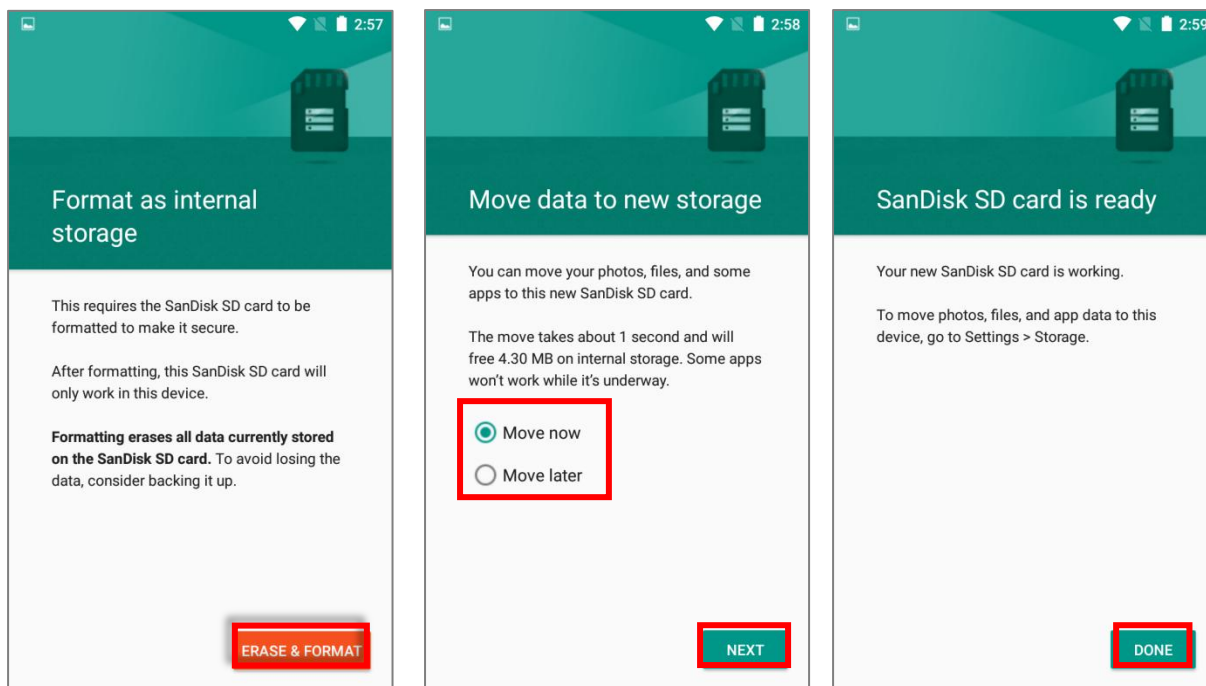 2:57
Format as internal
storage
This requires the SanDisk SD card to be
formatted to make it secure.
After formatting, this SanDisk SD card will
only work in this device.
Formatting erases all data currently stored
on the SanDisk SD card. To avoid losing the
data, consider backing it up.
ERASE & FORMAT
2:58
Move data to new storage
You can move your photos, files, and some
apps to this new SanDisk SD card.
The move takes about 1 second and will
free 4.30 MB on internal storage. Some apps
won't work while it's underway.
Move now
Move later
NEXT
2:59
SanDisk SD card is ready
Your new SanDisk SD card is working.
To move photos, files, and app data to this
device, go to Settings > Storage.
DONE